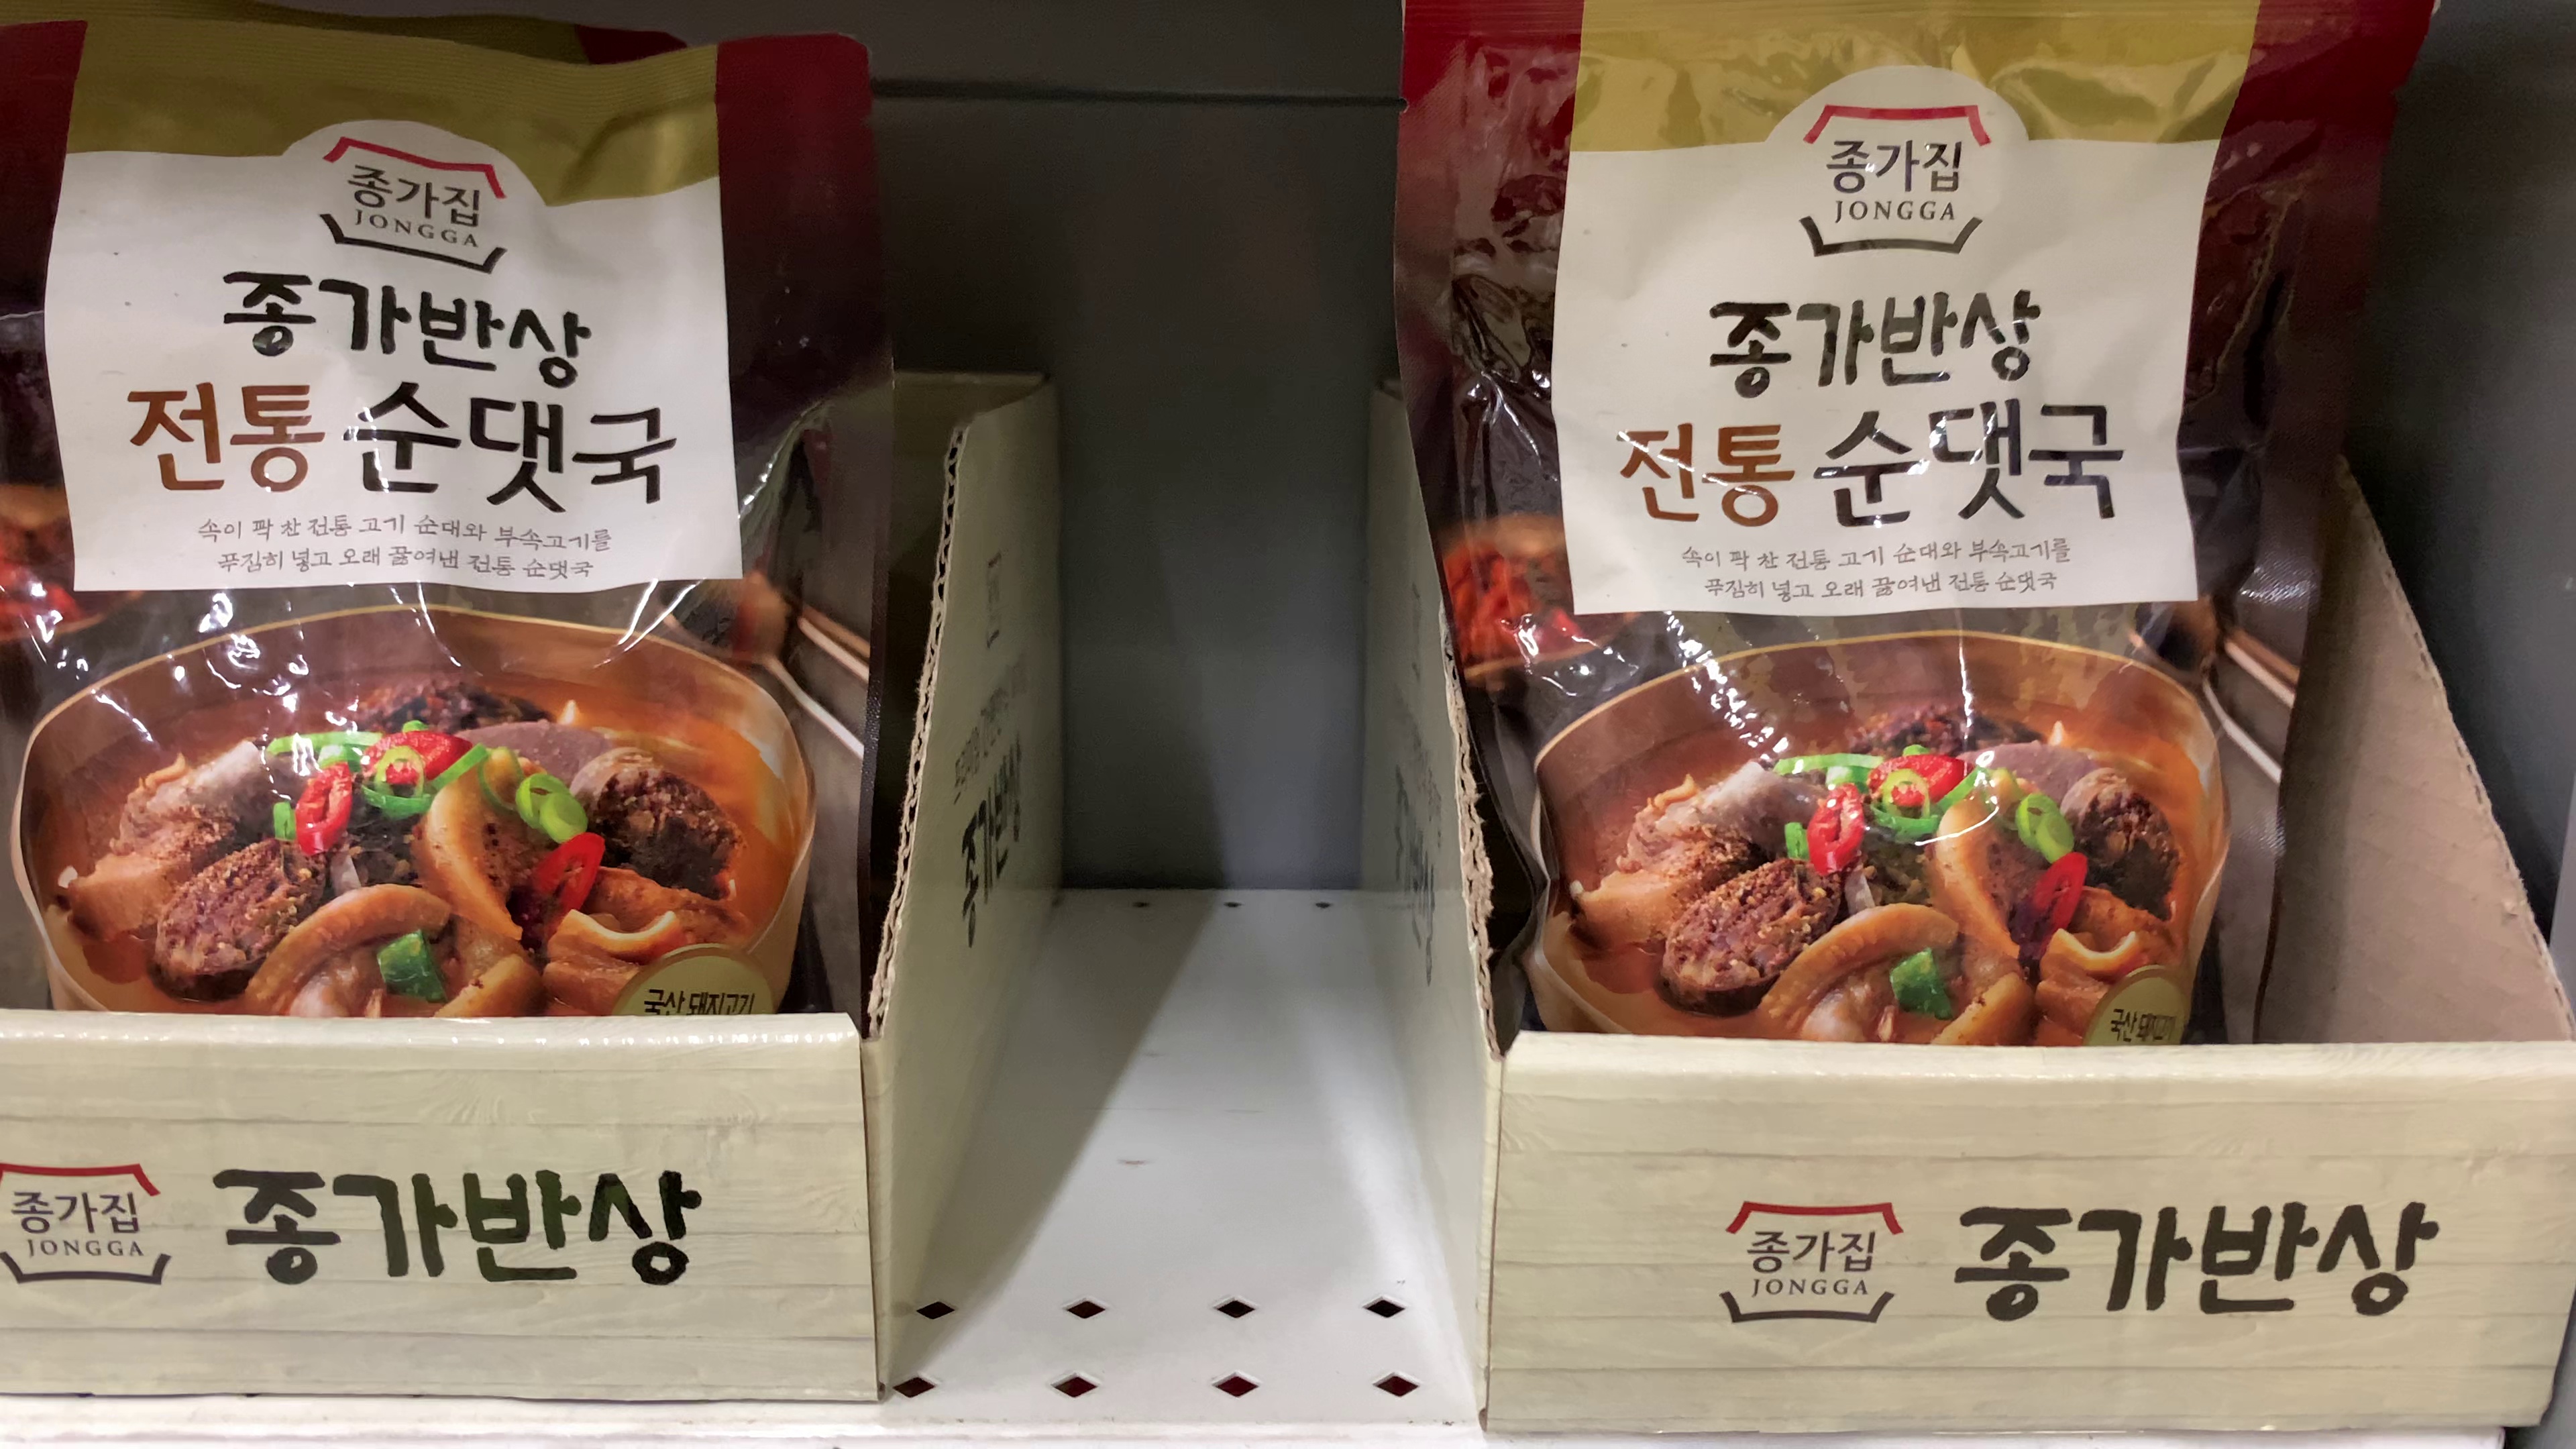 종가집
JONGGA
종가반상
전통 순댓국
속이 꽉 찬 전통 고기 순대와 부속고기를
푸짐히 넣고 오래 끓여낸 전통 순댓국
국산 돼지고기
종가집
JONGGA
종가반상
종가반상
종가집
JONGGA
종가반상
전통 순댓국
속이 꽉 찬 전통 고기 순대와 부속고기를
푸짐히 넣고 오래 끓여낸 전통 순댓국
국산 돼지고기
종가집
JONGGA
종가반상